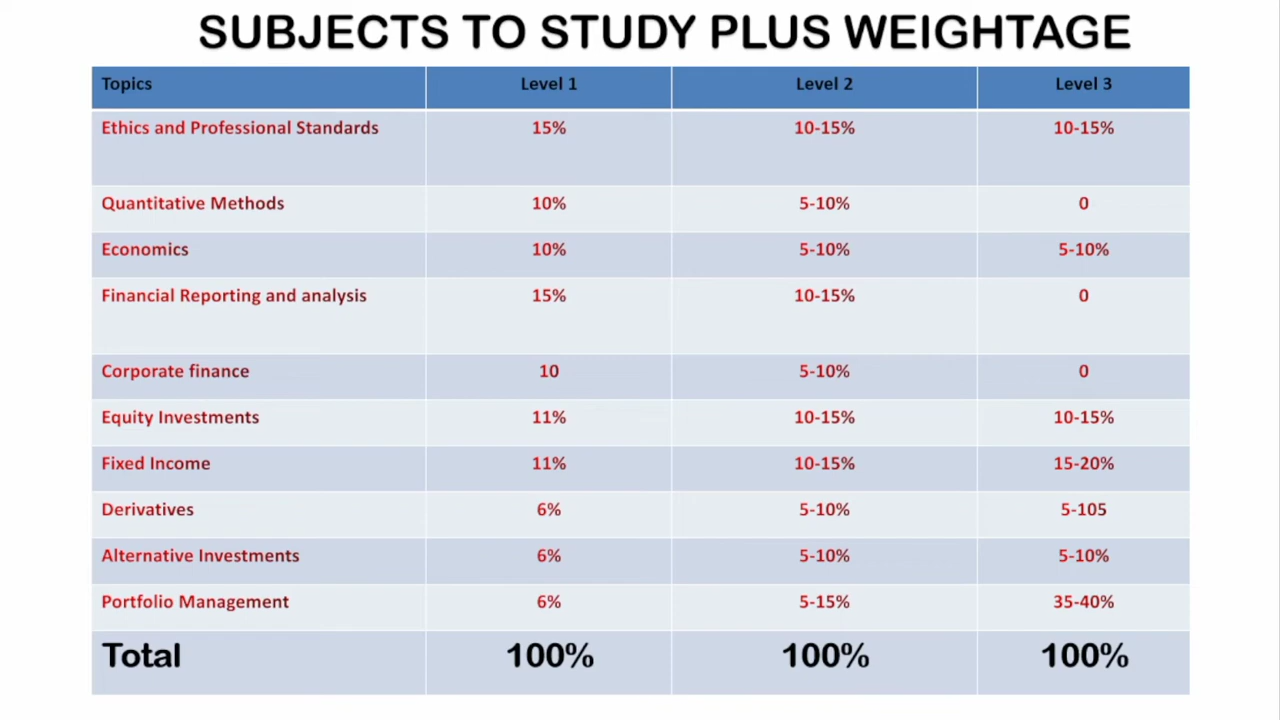 SUBJECTS TO STUDY PLUS WEIGHTAGE
Topics Level 1 Level 2 Level 3
Ethics and Professional Standards 15% 10-15% 10-15%
Quantitative Methods 10% 5-10% 0
Economics 10% 5-10% 5-10%
Financial Reporting and analysis 15% 10-15% 0
Corporate finance 10 5-10% 0
Equity Investments 11% 10-15% 10-15%
Fixed Income 11% 10-15% 15-20%
Derivatives 6% 5-10% 5-105
Alternative Investments 6% 5-10% 5-10%
Portfolio Management 6% 5-15% 35-40%
Total 100% 100% 100%